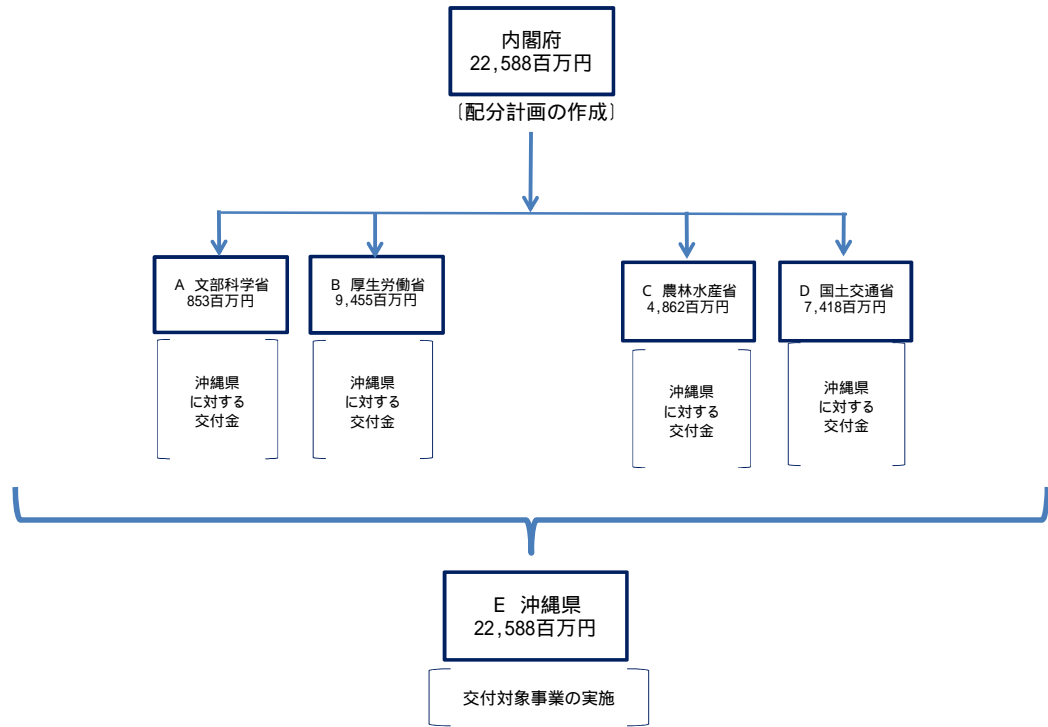 内閣府
22,588百万円
〔配分計画の作成〕
A 文部科学省
853百万円
B 厚生労働省
9,455百万円
C 農林水産省
4,862百万円
D 国土交通省
7,418百万円
沖縄県
に対する
交付金
沖縄県
に対する
交付金
沖縄県
に対する
交付金
沖縄県
に対する
交付金
E 沖縄県
22,588百万円
交付対象事業の実施